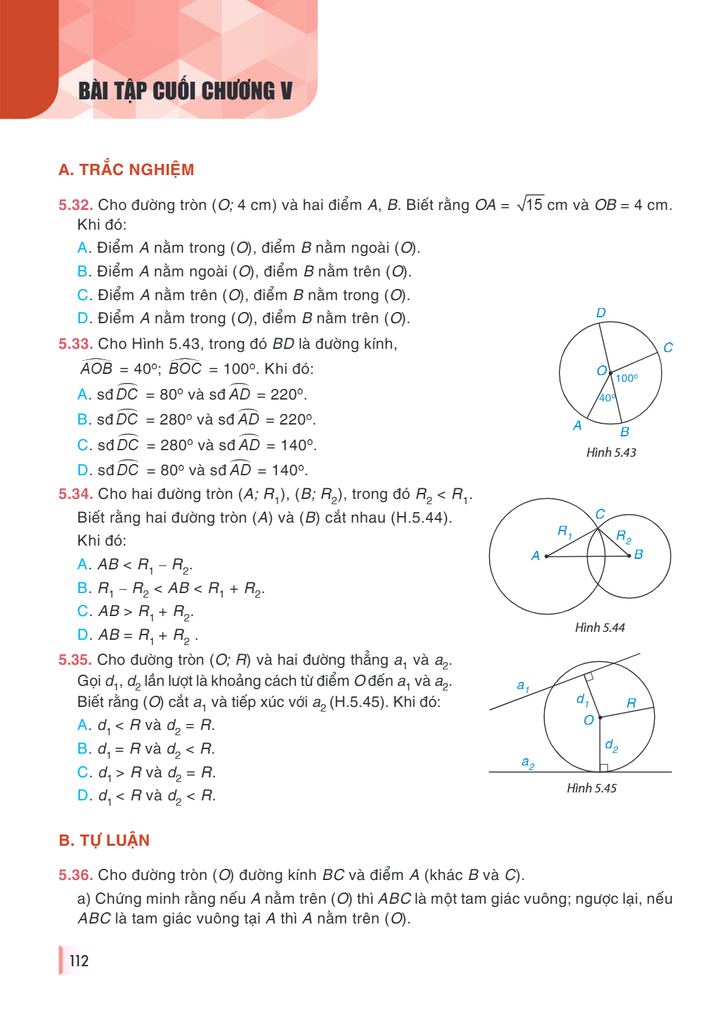 BÀI TẬP CUỐI CHƯƠNG V
A. TRẮC NGHIỆM
5.32. Cho đường tròn (O; 4 cm) và hai điểm A, B. Biết rằng OA = √15 cm và OB = 4 cm.
Khi đó:
A. Điểm A nằm trong (O), điểm B nằm ngoài (O).
B. Điểm A nằm ngoài (O), điểm B nằm trên (O).
C. Điểm A nằm trên (O), điểm B nằm trong (O).
D. Điểm A nằm trong (O), điểm B nằm trên (O).
5.33. Cho Hình 5.43, trong đó BD là đường kính,
AOB = 40º; BOC = 100º. Khi đó:
A. sđ DC = 80º và sđ AD = 220º.
B. sđ DC = 280º và sđ AD = 220º.
C. sđ DC = 280º và sđ AD = 140º.
D. sđ DC = 80º và sđ AD = 140º.
D
C
O
100º
40º
A
B
Hình 5.43
5.34. Cho hai đường tròn (A; R₁), (B; R₂), trong đó R₂ < R₁.
Biết rằng hai đường tròn (A) và (B) cắt nhau (H.5.44).
Khi đó:
A. AB < R₁ − R₂.
B. R₁ − R₂ < AB < R₁ + R₂.
C. AB > R₁ + R₂.
D. AB = R₁ + R₂ .
C
R₁
R₂
A
B
Hình 5.44
5.35. Cho đường tròn (O; R) và hai đường thẳng a₁ và a₂.
Gọi d₁, d₂ lần lượt là khoảng cách từ điểm O đến a₁ và a₂.
Biết rằng (O) cắt a₁ và tiếp xúc với a₂ (H.5.45). Khi đó:
A. d₁ < R và d₂ = R.
B. d₁ = R và d₂ < R.
C. d₁ > R và d₂ = R.
D. d₁ < R và d₂ < R.
a₁
d₁
R
O
d₂
a₂
Hình 5.45
B. TỰ LUẬN
5.36. Cho đường tròn (O) đường kính BC và điểm A (khác B và C).
a) Chứng minh rằng nếu A nằm trên (O) thì ABC là một tam giác vuông; ngược lại, nếu
ABC là tam giác vuông tại A thì A nằm trên (O).
112